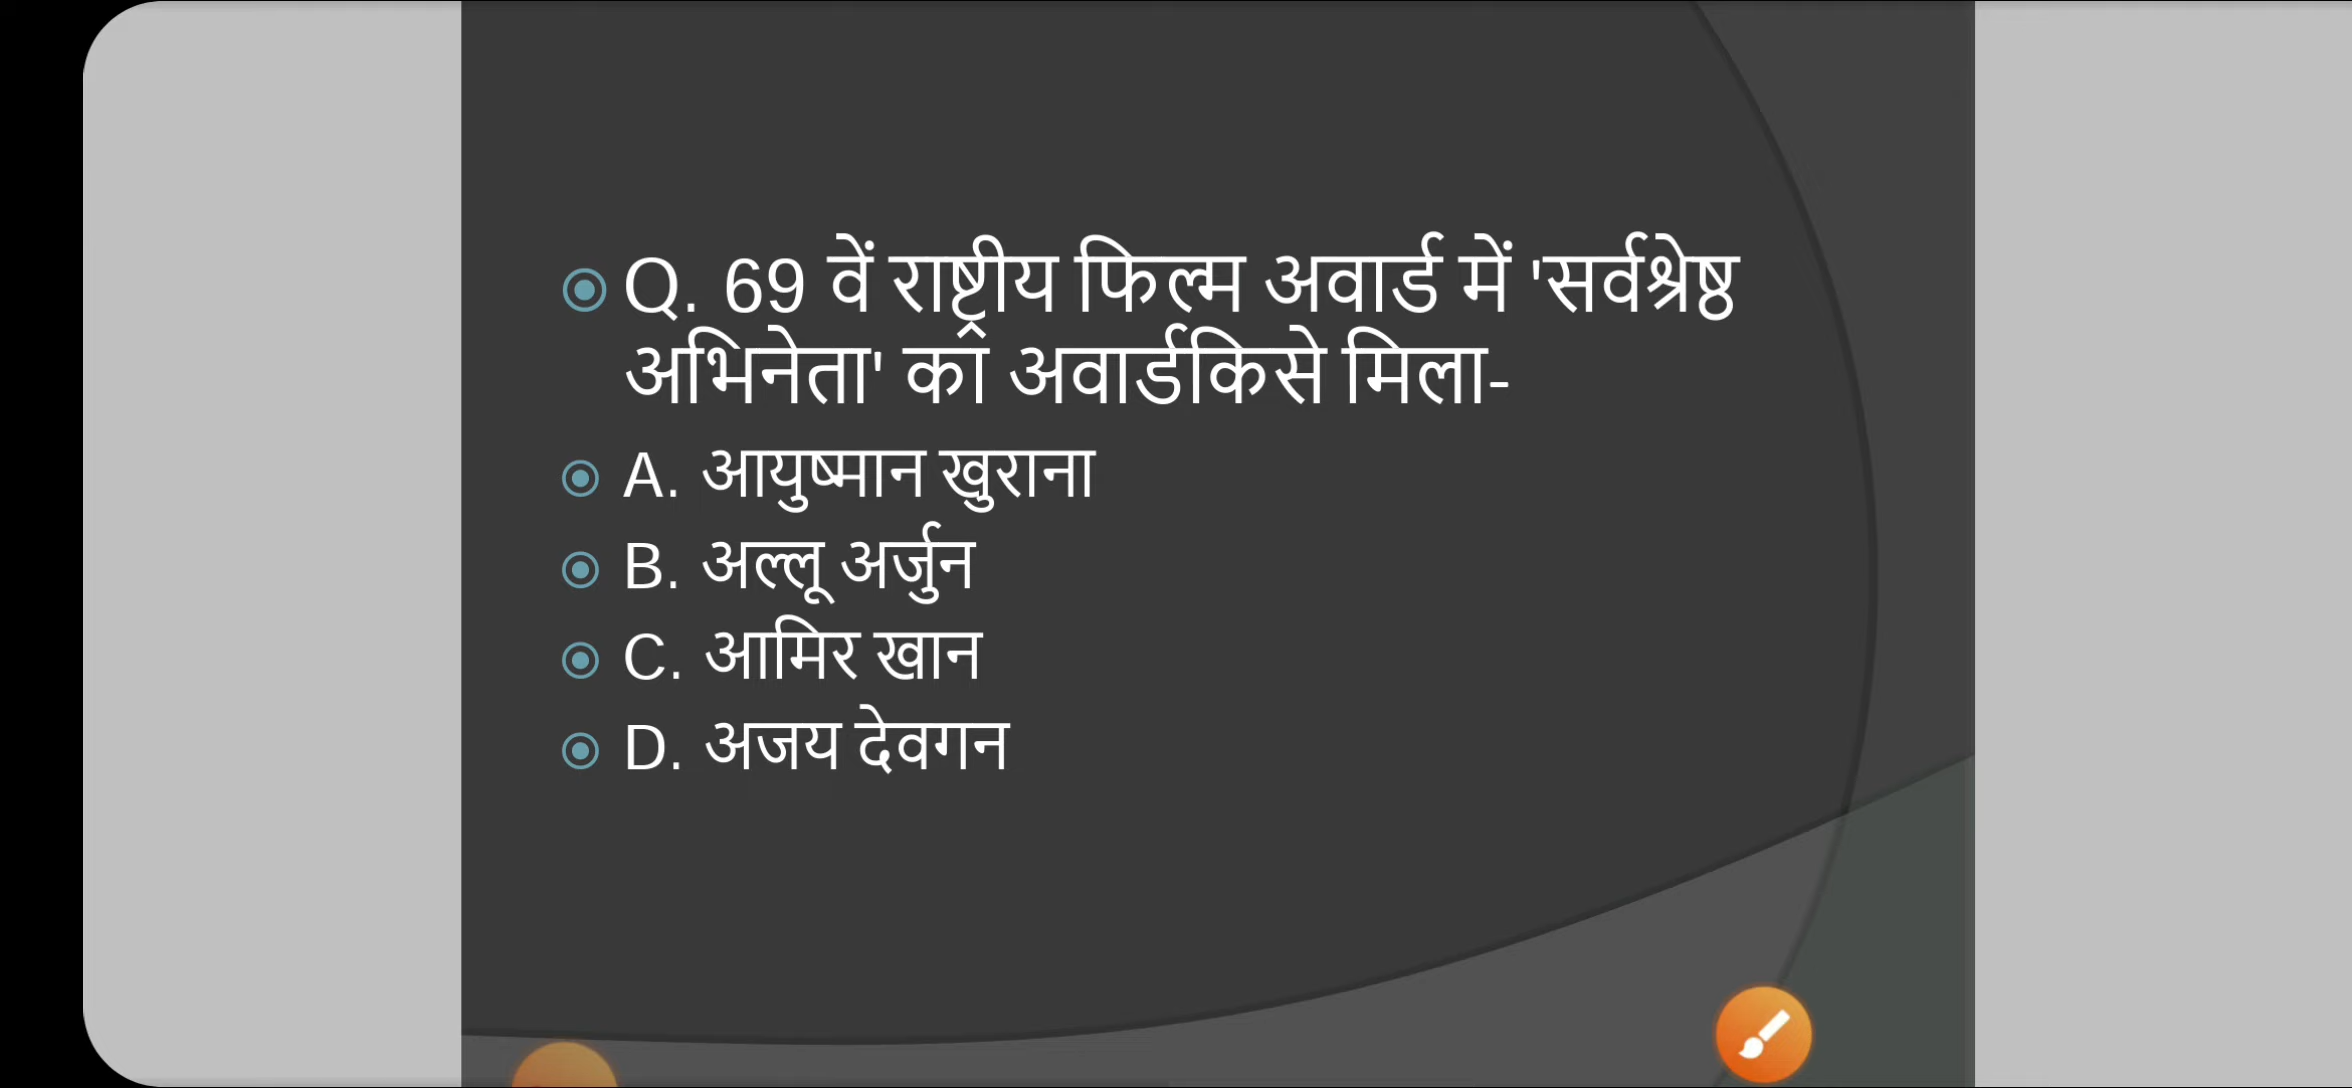 Q. 69 वें राष्ट्रीय फिल्म अवार्ड में 'सर्वश्रेष्ठ
अभिनेता' का अवार्डकिसे मिला-
A. आयुष्मान खुराना
B. अल्लू अर्जुन
C. आमिर खान
D. अजय देवगन